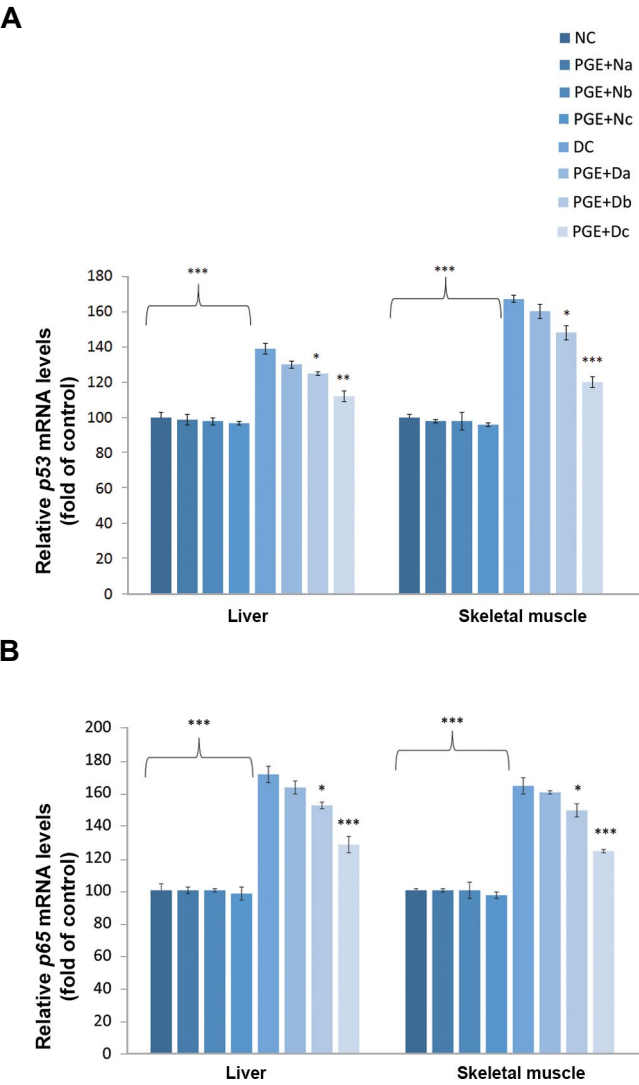 A
NC
PGE+Na
PGE+Nb
PGE+Nc
DC
PGE+Da
PGE+Db
PGE+Dc
Relative p53 mRNA levels
(fold of control)
180
160
140
120
100
80
60
40
20
0
***
*
**
***
*
***
Liver
Skeletal muscle
B
Relative p65 mRNA levels
(fold of control)
200
180
160
140
120
100
80
60
40
20
0
***
*
***
***
*
***
Liver
Skeletal muscle